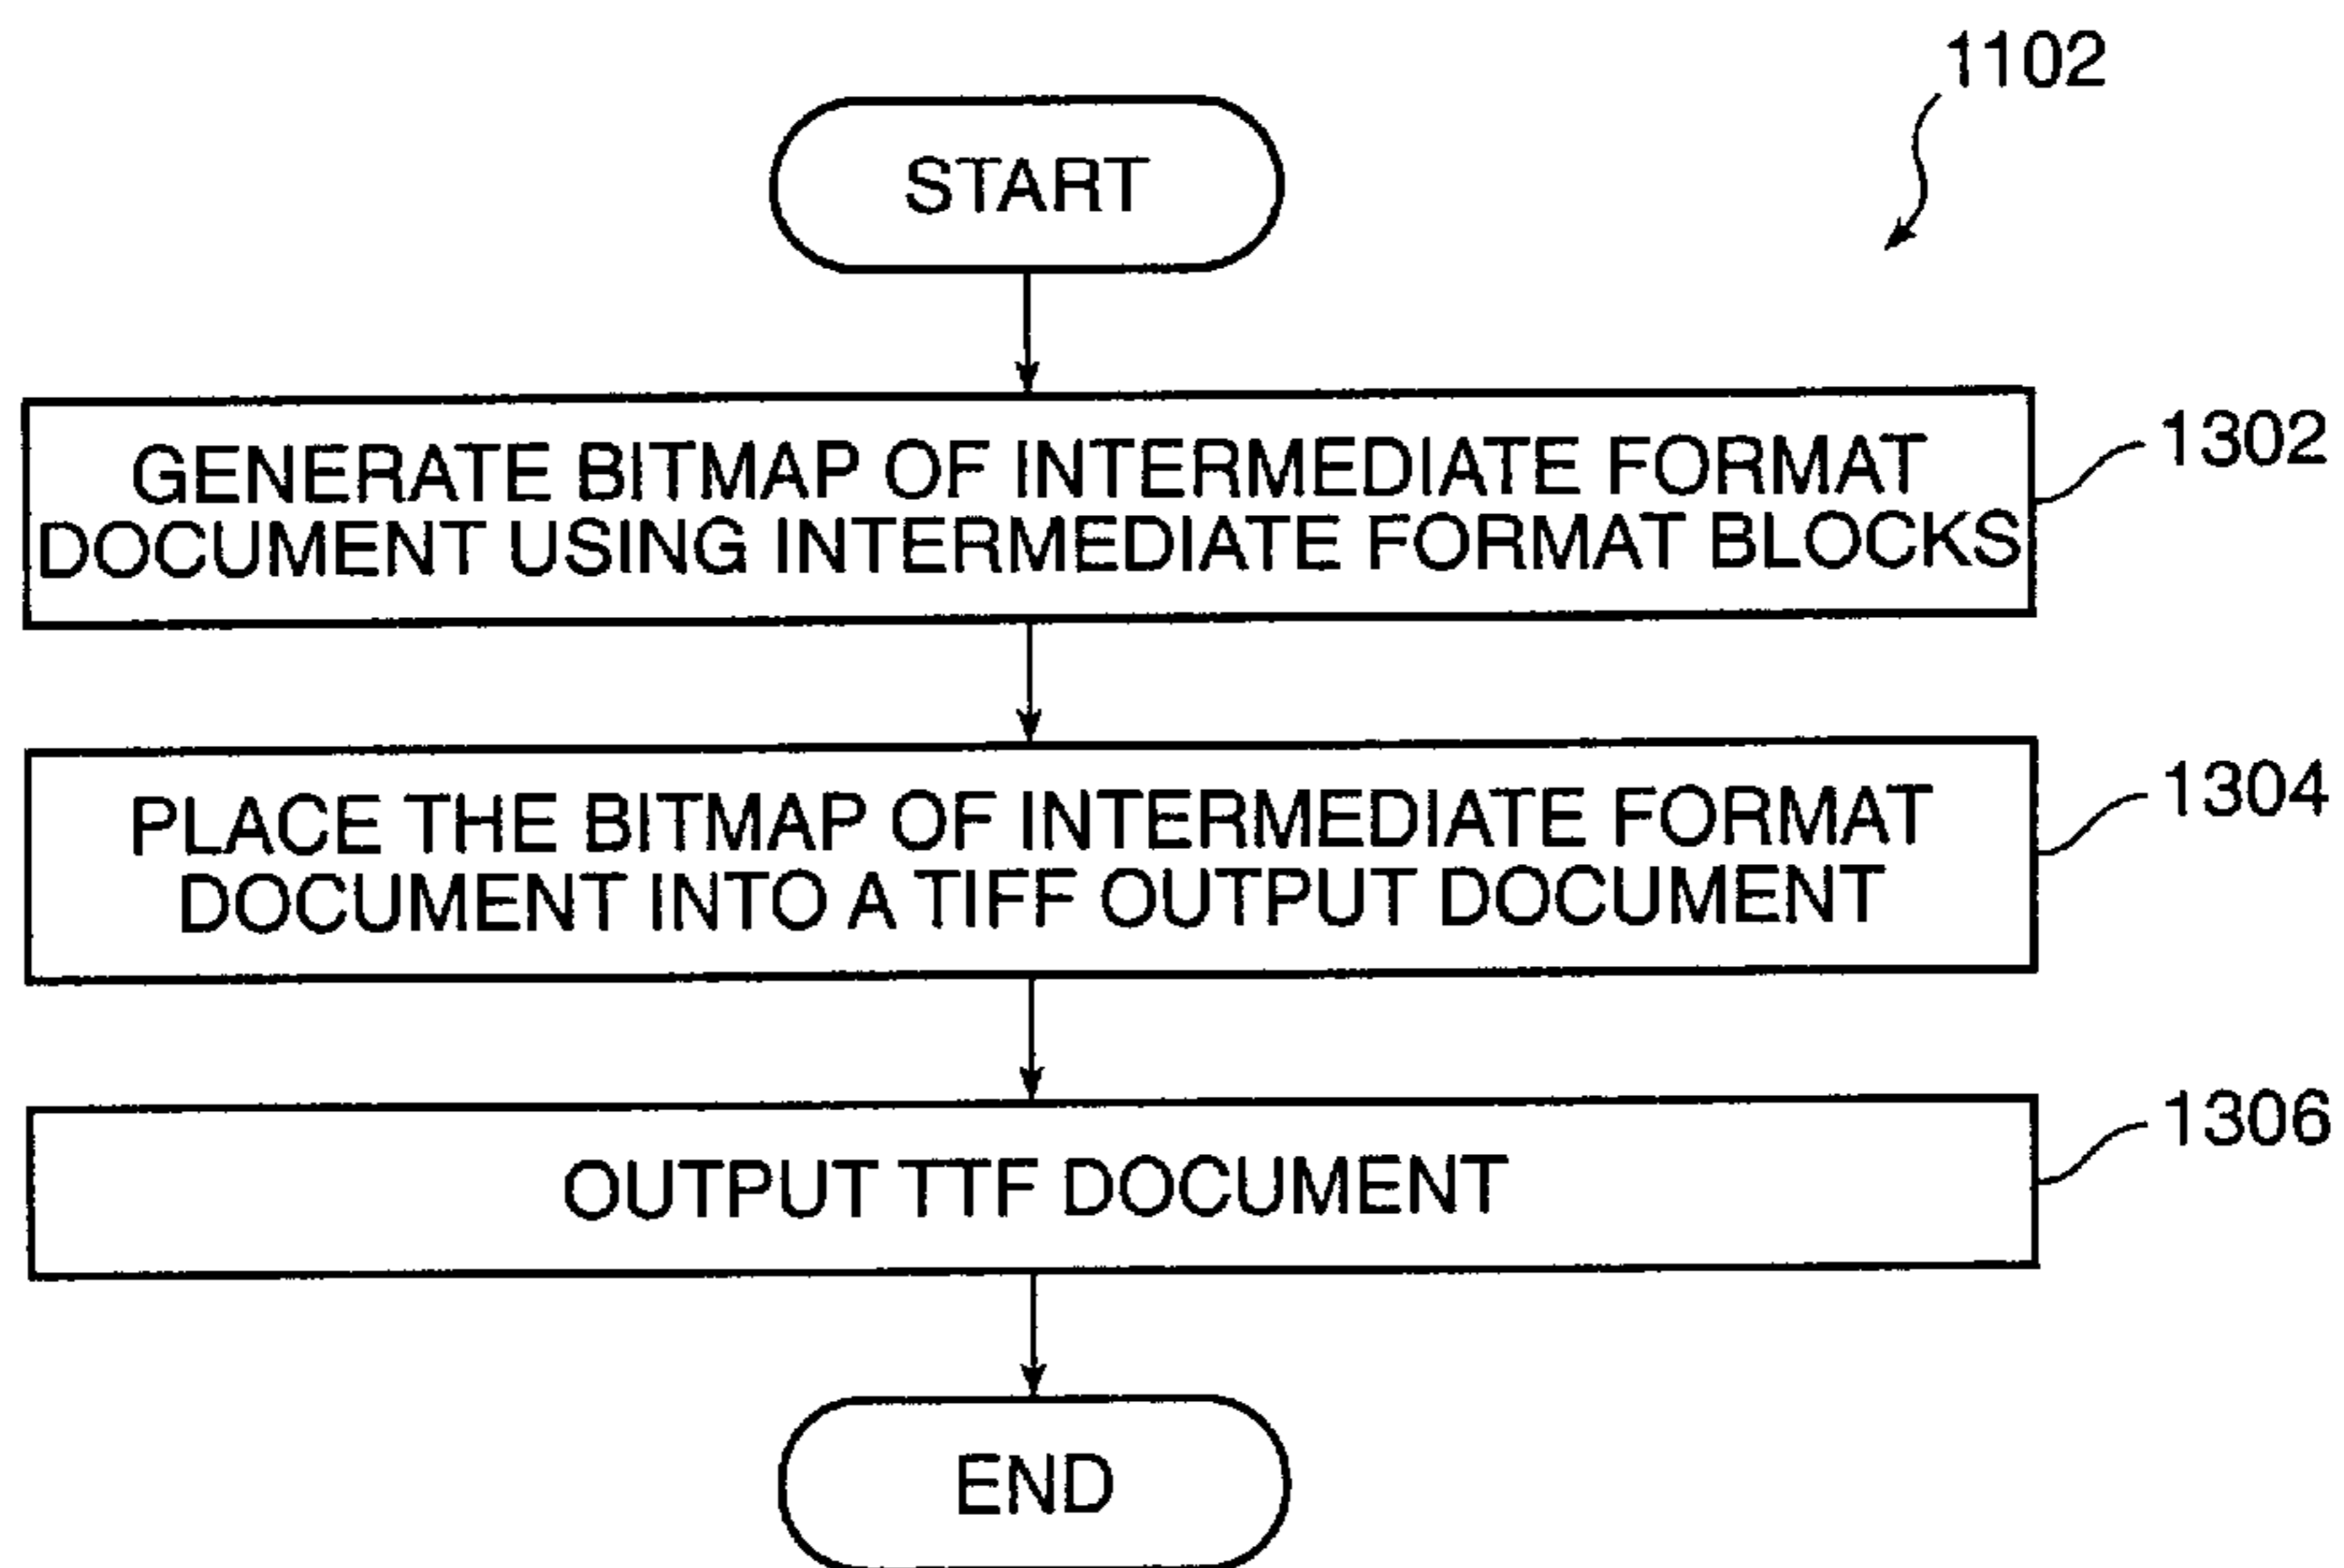 1102
START
GENERATE BITMAP OF INTERMEDIATE FORMAT
DOCUMENT USING INTERMEDIATE FORMAT BLOCKS
1302
PLACE THE BITMAP OF INTERMEDIATE FORMAT
DOCUMENT INTO A TIFF OUTPUT DOCUMENT
1304
OUTPUT TTF DOCUMENT
1306
END